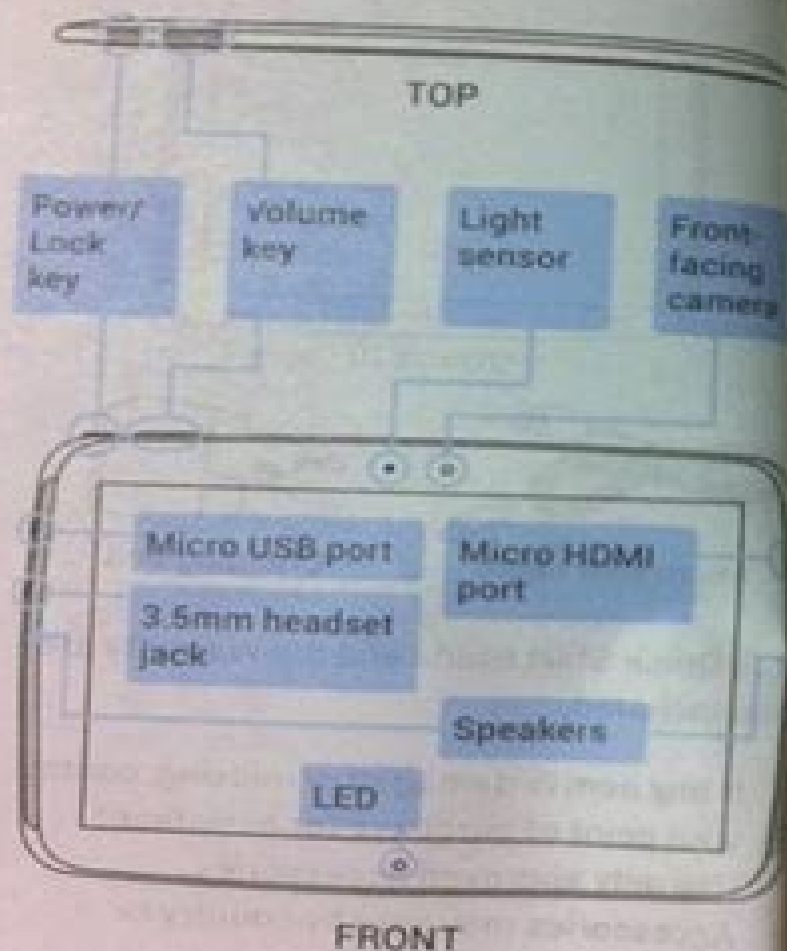 TOP
Power/
Lock
key
Volume
key
Light
sensor
Front-
facing
camera
Micro USB port
Micro HDMI
port
3.5mm headset
jack
Speakers
LED
FRONT